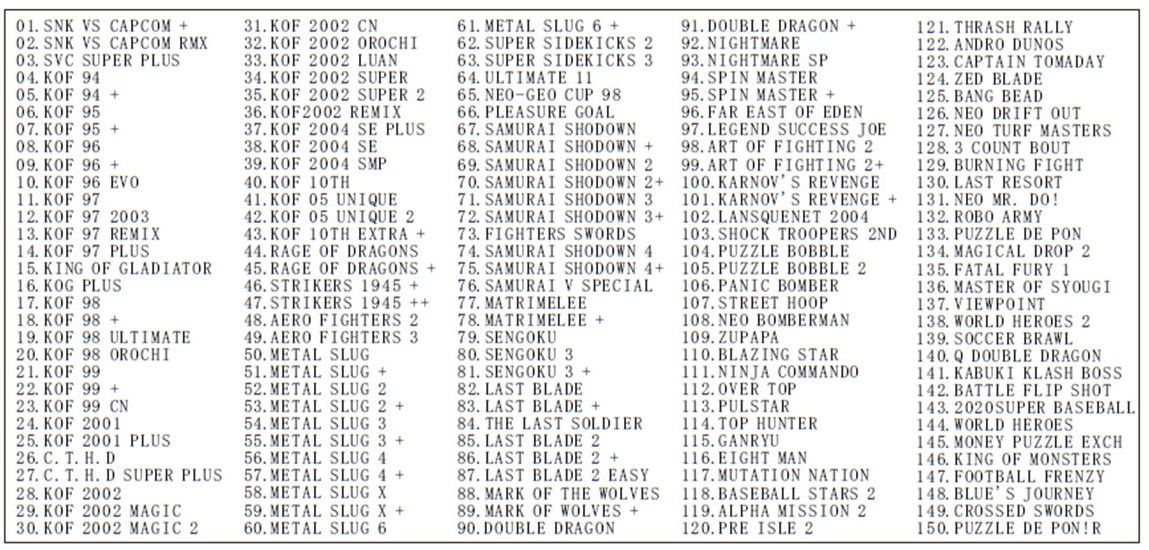 01.SNK VS CAPCOM +
02.SNK VS CAPCOM RMX
03.SVC SUPER PLUS
04.KOF 94
05.KOF 94 +
06.KOF 95
07.KOF 95 +
08.KOF 96
09.KOF 96 +
10.KOF 96 EVO
11.KOF 97
12.KOF 97 2003
13.KOF 97 REMIX
14.KOF 97 PLUS
15.KING OF GLADIATOR
16.KOG PLUS
17.KOF 98
18.KOF 98 +
19.KOF 98 ULTIMATE
20.KOF 98 OROCHI
21.KOF 99
22.KOF 99 +
23.KOF 99 CN
24.KOF 2001
25.KOF 2001 PLUS
26.C.T.H.D
27.C.T.H.D SUPER PLUS
28.KOF 2002
29.KOF 2002 MAGIC
30.KOF 2002 MAGIC 2
31.KOF 2002 CN
32.KOF 2002 OROCHI
33.KOF 2002 LUAN
34.KOF 2002 SUPER
35.KOF 2002 SUPER 2
36.KOF2002 REMIX
37.KOF 2004 SE PLUS
38.KOF 2004 SE
39.KOF 2004 SMP
40.KOF 10TH
41.KOF 05 UNIQUE
42.KOF 05 UNIQUE 2
43.KOF 10TH EXTRA +
44.RAGE OF DRAGONS
45.RAGE OF DRAGONS +
46.STRIKERS 1945 +
47.STRIKERS 1945 ++
48.AERO FIGHTERS 2
49.AERO FIGHTERS 3
50.METAL SLUG
51.METAL SLUG +
52.METAL SLUG 2
53.METAL SLUG 2 +
54.METAL SLUG 3
55.METAL SLUG 3 +
56.METAL SLUG 4
57.METAL SLUG 4 +
58.METAL SLUG X
59.METAL SLUG X +
60.METAL SLUG 6
61.METAL SLUG 6 +
62.SUPER SIDEKICKS 2
63.SUPER SIDEKICKS 3
64.ULTIMATE 11
65.NEO-GEO CUP 98
66.PLEASURE GOAL
67.SAMURAI SHODOWN
68.SAMURAI SHODOWN +
69.SAMURAI SHODOWN 2
70.SAMURAI SHODOWN 2+
71.SAMURAI SHODOWN 3
72.SAMURAI SHODOWN 3+
73.FIGHTERS SWORDS
74.SAMURAI SHODOWN 4
75.SAMURAI SHODOWN 4+
76.SAMURAI V SPECIAL
77.MATRIMELEE
78.MATRIMELEE +
79.SENGOKU
80.SENGOKU 3
81.SENGOKU 3 +
82.LAST BLADE
83.LAST BLADE +
84.THE LAST SOLDIER
85.LAST BLADE 2
86.LAST BLADE 2 +
87.LAST BLADE 2 EASY
88.MARK OF THE WOLVES
89.MARK OF WOLVES +
90.DOUBLE DRAGON
91.DOUBLE DRAGON +
92.NIGHTMARE
93.NIGHTMARE SP
94.SPIN MASTER
95.SPIN MASTER +
96.FAR EAST OF EDEN
97.LEGEND SUCCESS JOE
98.ART OF FIGHTING 2
99.ART OF FIGHTING 2+
100.KARNOV'S REVENGE
101.KARNOV'S REVENGE +
102.LANSQUENET 2004
103.SHOCK TROOPERS 2ND
104.PUZZLE BOBBLE
105.PUZZLE BOBBLE 2
106.PANIC BOMBER
107.STREET HOOP
108.NEO BOMBERMAN
109.ZUPAPA
110.BLAZING STAR
111.NINJA COMMANDO
112.OVER TOP
113.PULSTAR
114.TOP HUNTER
115.GANRYU
116.EIGHT MAN
117.MUTATION NATION
118.BASEBALL STARS 2
119.ALPHA MISSION 2
120.PRE ISLE 2
121.THRASH RALLY
122.ANDRO DUNOS
123.CAPTAIN TOMADAY
124.ZED BLADE
125.BANG BEAD
126.NEO DRIFT OUT
127.NEO TURF MASTERS
128.3 COUNT BOUT
129.BURNING FIGHT
130.LAST RESORT
131.NEO MR. DO!
132.ROBO ARMY
133.PUZZLE DE PON
134.MAGICAL DROP 2
135.FATAL FURY 1
136.MASTER OF SYOUGI
137.VIEWPOINT
138.WORLD HEROES 2
139.SOCCER BRAWL
140.Q DOUBLE DRAGON
141.KABUKI KLASH BOSS
142.BATTLE FLIP SHOT
143.2020SUPER BASEBALL
144.WORLD HEROES
145.MONEY PUZZLE EXCH
146.KING OF MONSTERS
147.FOOTBALL FRENZY
148.BLUE'S JOURNEY
149.CROSSED SWORDS
150.PUZZLE DE PON!R